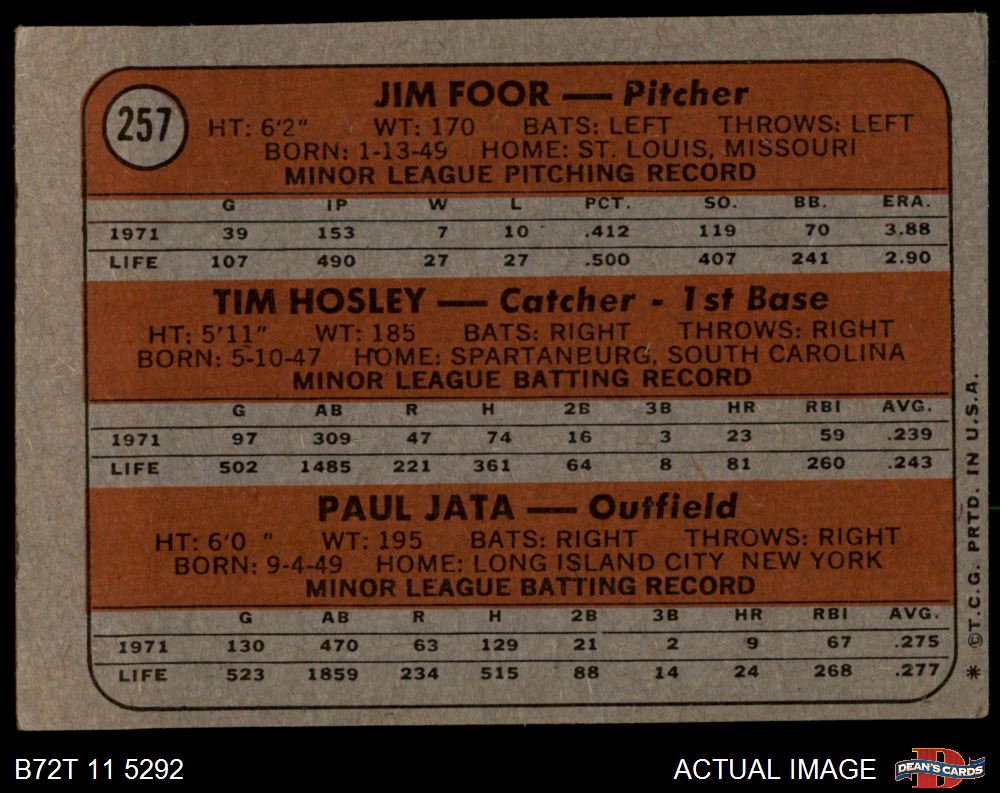 257
JIM FOOR — Pitcher
HT: 6'2" WT: 170 BATS: LEFT THROWS: LEFT
BORN: 1-13-49 HOME: ST. LOUIS, MISSOURI
MINOR LEAGUE PITCHING RECORD
G IP W L PCT. SO. BB. ERA.
1971 39 153 7 10 .412 119 70 3.88
LIFE 107 490 27 27 .500 407 241 2.90
TIM HOSLEY — Catcher - 1st Base
HT: 5'11" WT: 185 BATS: RIGHT THROWS: RIGHT
BORN: 5-10-47 HOME: SPARTANBURG, SOUTH CAROLINA
MINOR LEAGUE BATTING RECORD
G AB R H 2B 3B HR RBI AVG.
1971 97 309 47 74 16 3 23 59 .239
LIFE 502 1485 221 361 64 8 81 260 .243
PAUL JATA — Outfield
HT: 6'0 " WT: 195 BATS: RIGHT THROWS: RIGHT
BORN: 9-4-49 HOME: LONG ISLAND CITY NEW YORK
MINOR LEAGUE BATTING RECORD
G AB R H 2B 3B HR RBI AVG.
1971 130 470 63 129 21 2 9 67 .275
LIFE 523 1859 234 515 88 14 24 268 .277
* ©T.C.G. PRTD. IN U.S.A.
B72T 11 5292
ACTUAL IMAGE
DEAN'S CARDS